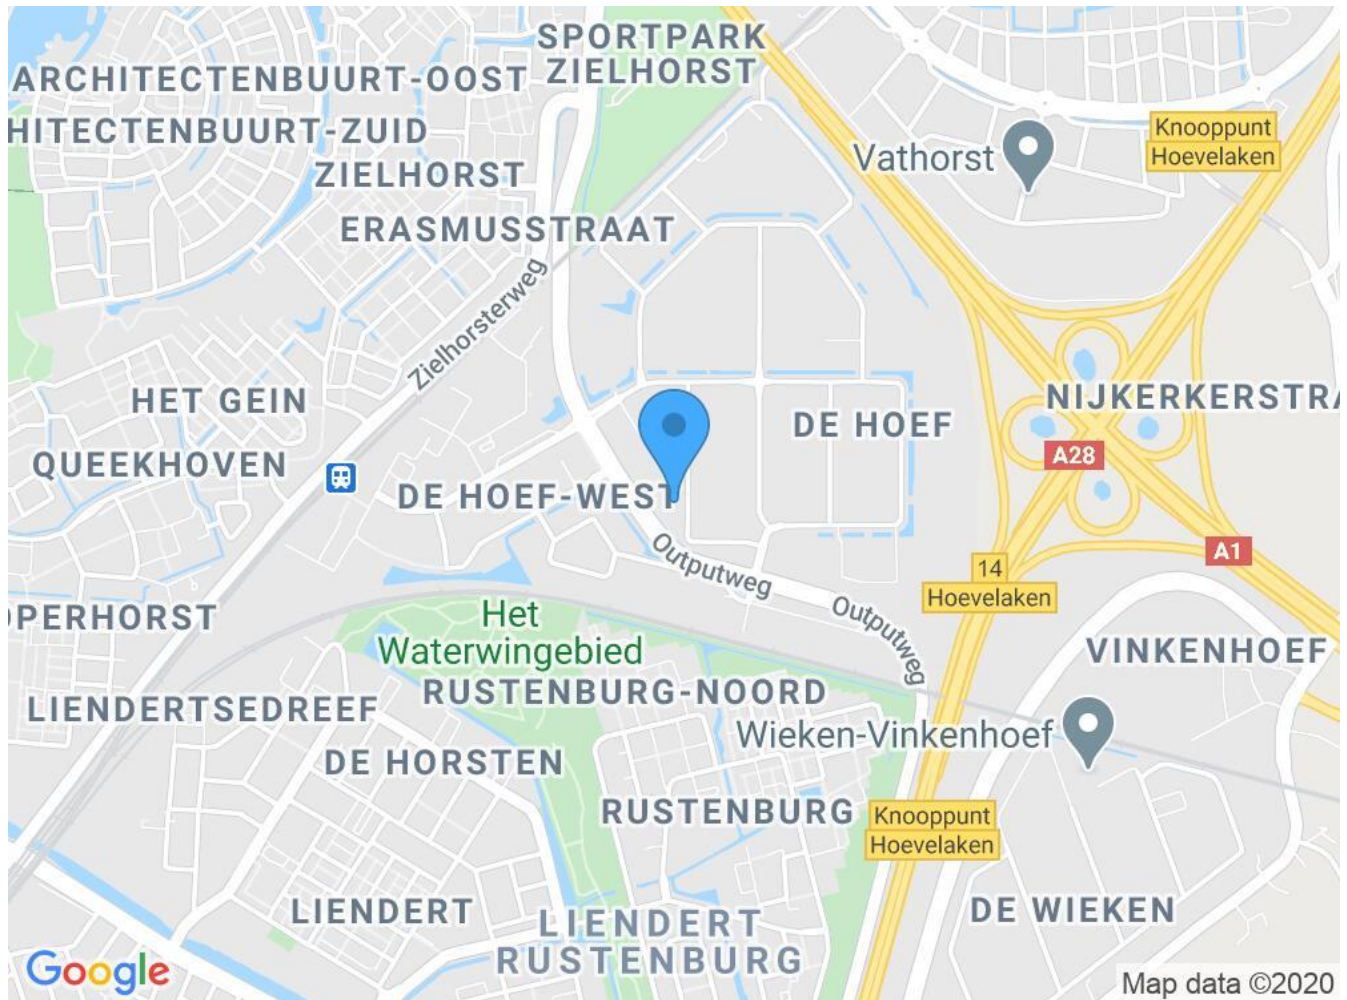 SPORTPARK
ZIELHORST
ARCHITECTENBUURT-OOST
HITECTENBUURT-ZUID
ZIELHORST
ERASMUSSTRAAT
Vathorst
Knooppunt
Hoevelaken
Zielhorsterweg
HET GEIN
QUEEKHOVEN
DE HOEF
NIJKERKERSTRA
A28
DE HOEF-WEST
Outputweg
A1
14
Hoevelaken
Outputweg
OPERHORST
Het
Waterwingebied
VINKENHOEF
RUSTENBURG-NOORD
LIENDERTSEDREEF
Wieken-Vinkenhoef
DE HORSTEN
RUSTENBURG
Knooppunt
Hoevelaken
LIENDERT
DE WIEKEN
LIENDERT
RUSTENBURG
Google
Map data ©2020